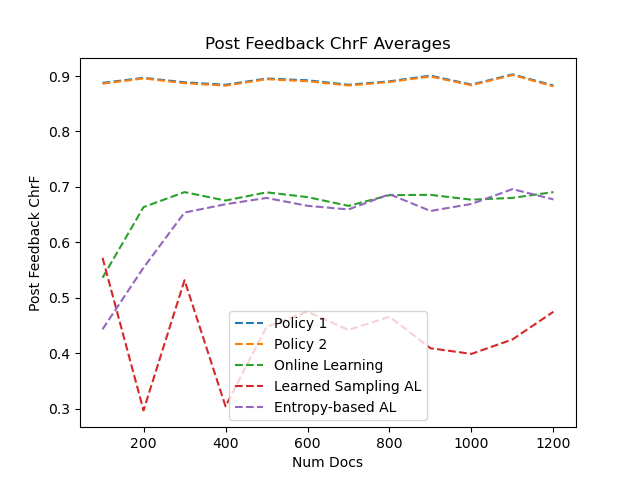 Post Feedback ChrF Averages
Post Feedback ChrF
0.9
0.8
0.7
0.6
0.5
0.4
0.3
Policy 1
Policy 2
Online Learning
Learned Sampling AL
Entropy-based AL
200 400 600 800 1000 1200
Num Docs